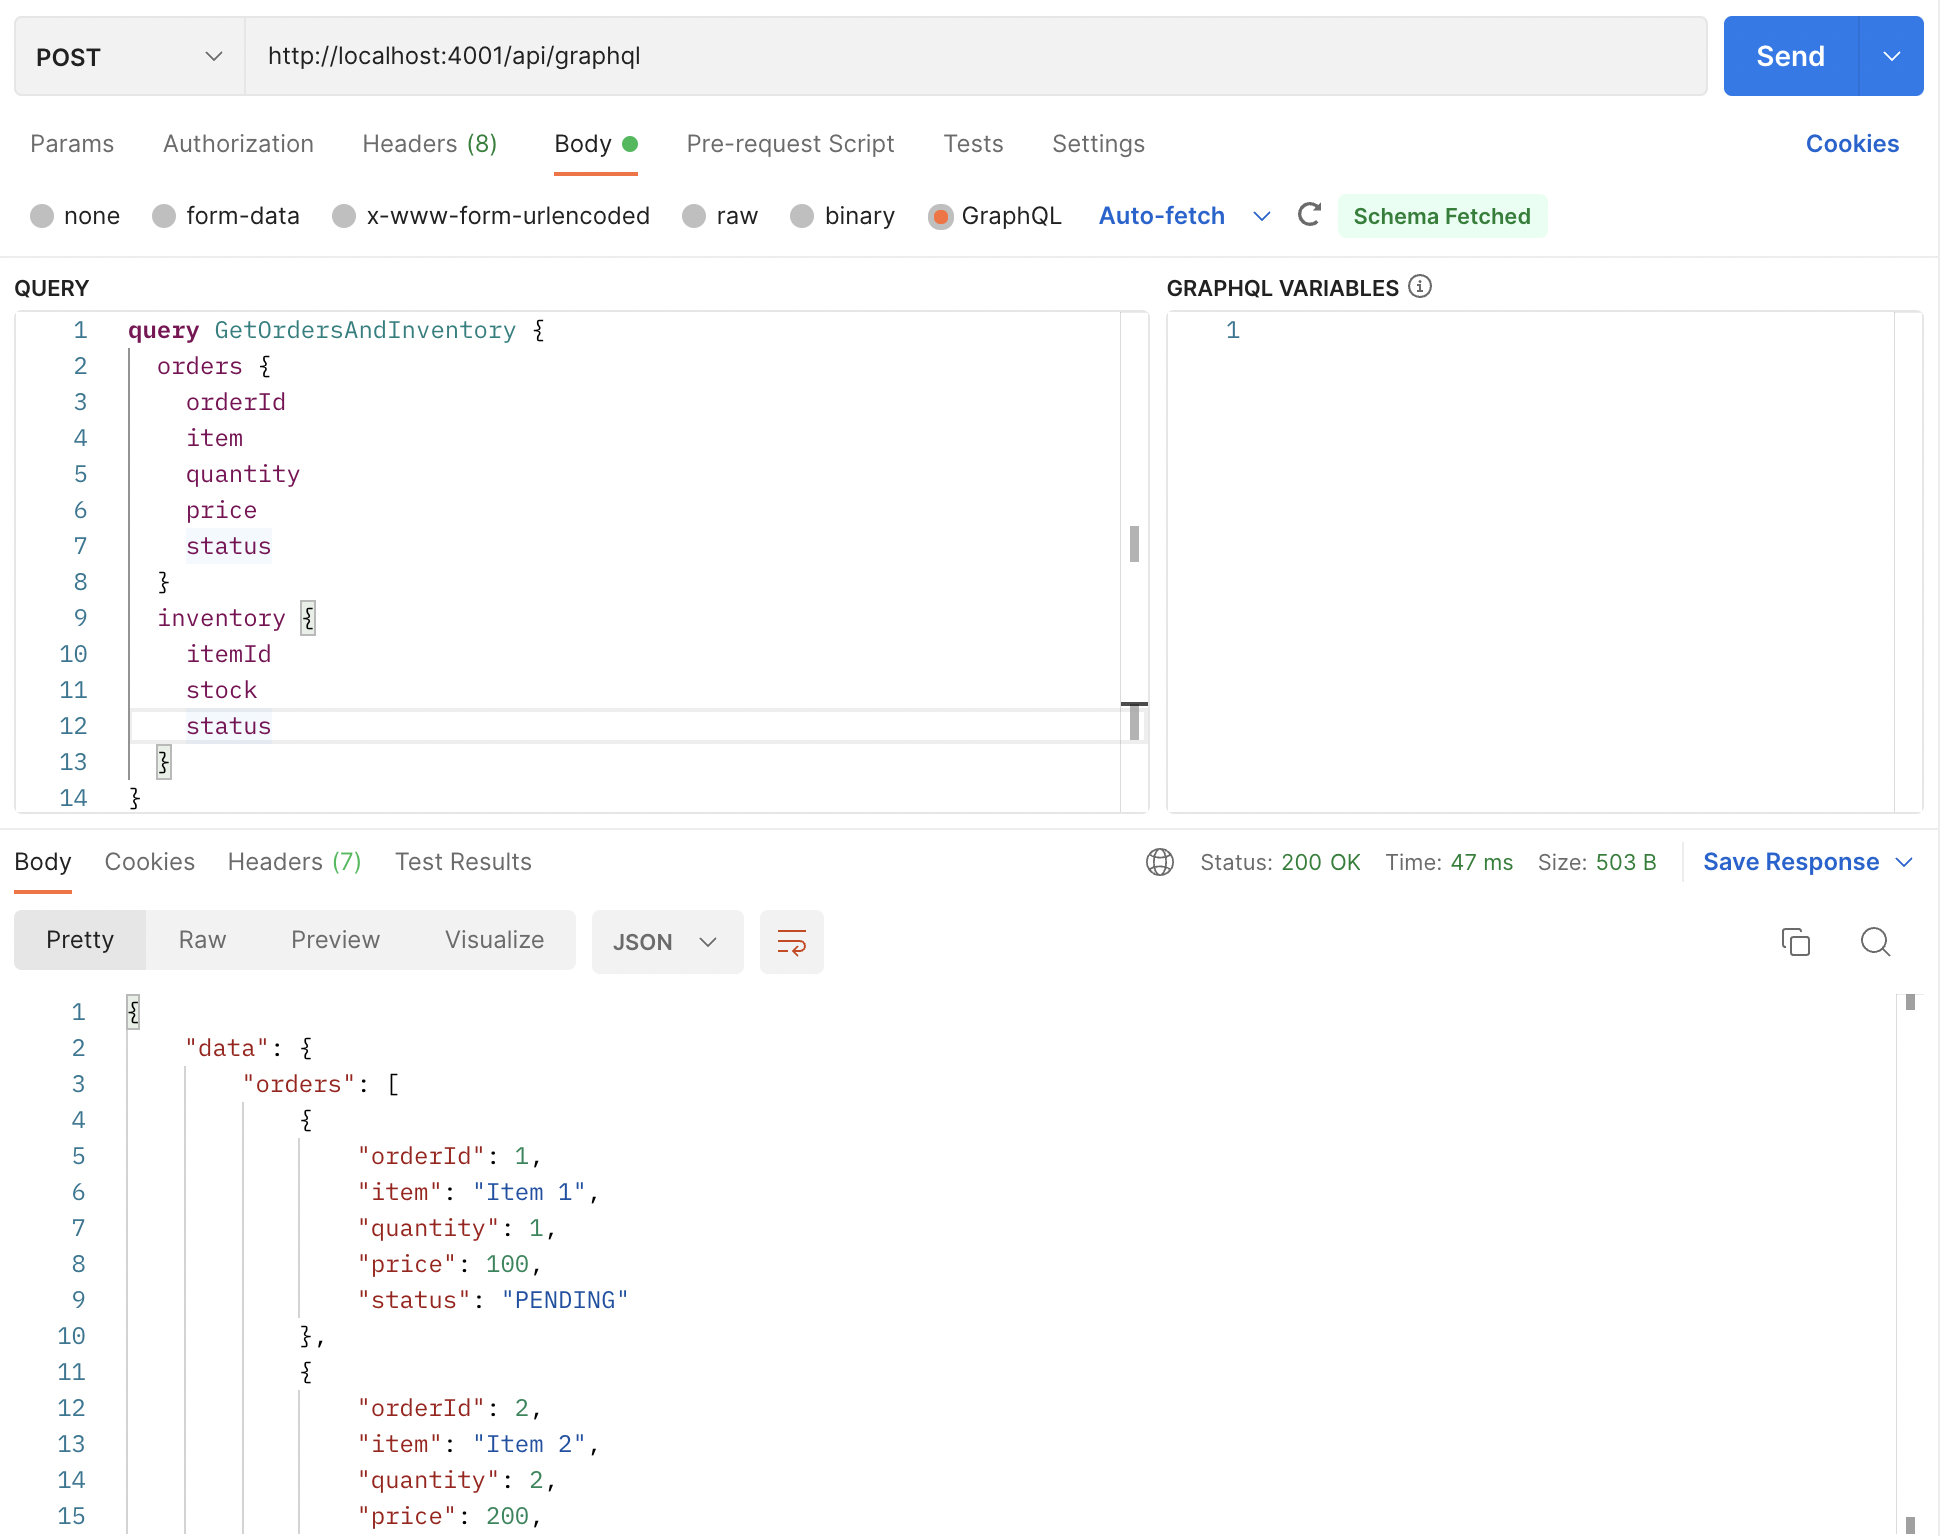 POST http://localhost:4001/api/graphql Send
Params Authorization Headers (8) Body Pre-request Script Tests Settings Cookies
none form-data x-www-form-urlencoded raw binary GraphQL Auto-fetch Schema Fetched
QUERY
1 query GetOrdersAndInventory {
2 orders {
3 orderId
4 item
5 quantity
6 price
7 status
8 }
9 inventory {
10 itemId
11 stock
12 status
13 }
14 }
GRAPHQL VARIABLES
1
Body Cookies Headers (7) Test Results Status: 200 OK Time: 47 ms Size: 503 B Save Response
Pretty Raw Preview Visualize JSON
1 {
2 "data": {
3 "orders": [
4 {
5 "orderId": 1,
6 "item": "Item 1",
7 "quantity": 1,
8 "price": 100,
9 "status": "PENDING"
10 },
11 {
12 "orderId": 2,
13 "item": "Item 2",
14 "quantity": 2,
15 "price": 200,